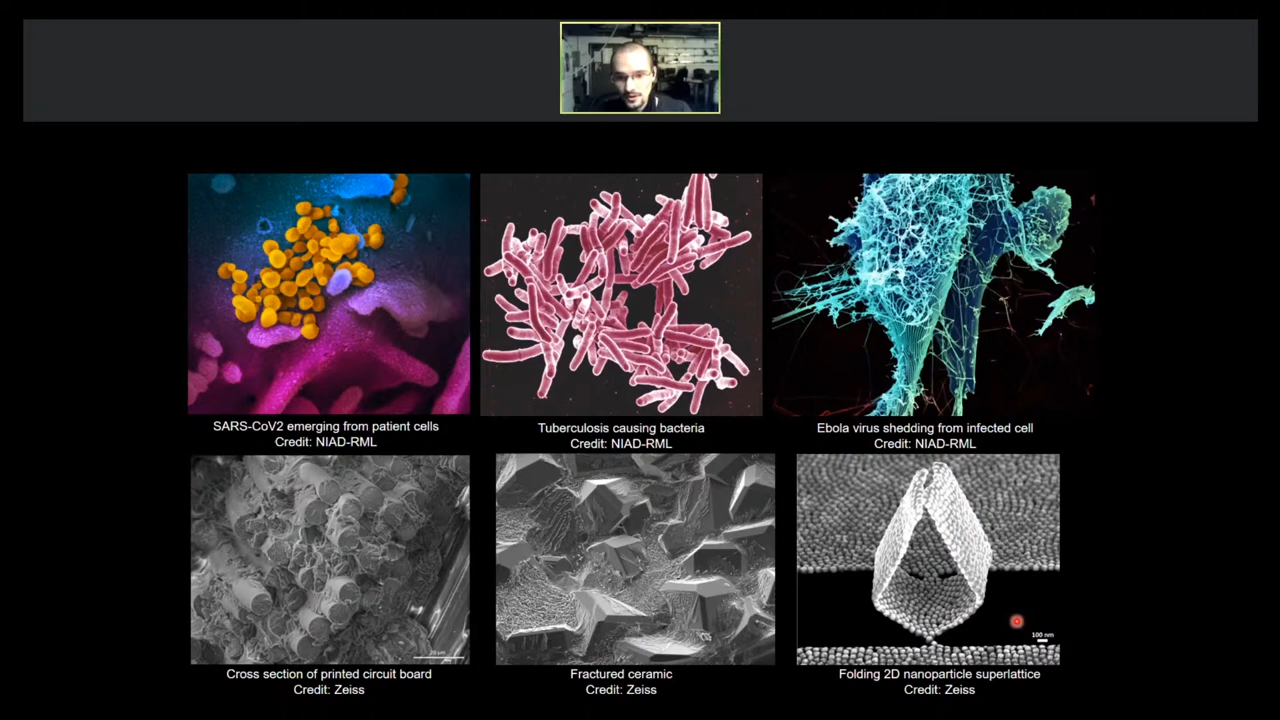 SARS-CoV2 emerging from patient cells
Credit: NIAD-RML
Tuberculosis causing bacteria
Credit: NIAD-RML
Ebola virus shedding from infected cell
Credit: NIAD-RML
100 nm
Cross section of printed circuit board
Credit: Zeiss
Fractured ceramic
Credit: Zeiss
Folding 2D nanoparticle superlattice
Credit: Zeiss